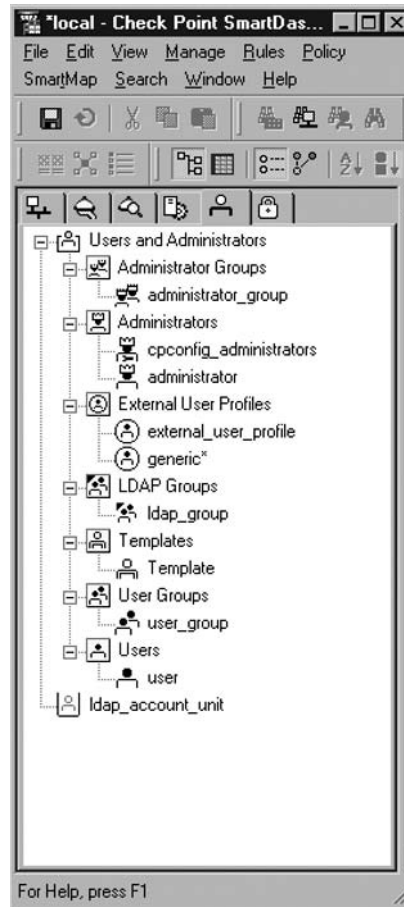 *local - Check Point SmartDas...
File Edit View Manage Rules Policy
SmartMap Search Window Help
Users and Administrators
Administrator Groups
administrator_group
Administrators
cpconfig_administrators
administrator
External User Profiles
external_user_profile
generic*
LDAP Groups
ldap_group
Templates
Template
User Groups
user_group
Users
user
ldap_account_unit
For Help, press F1